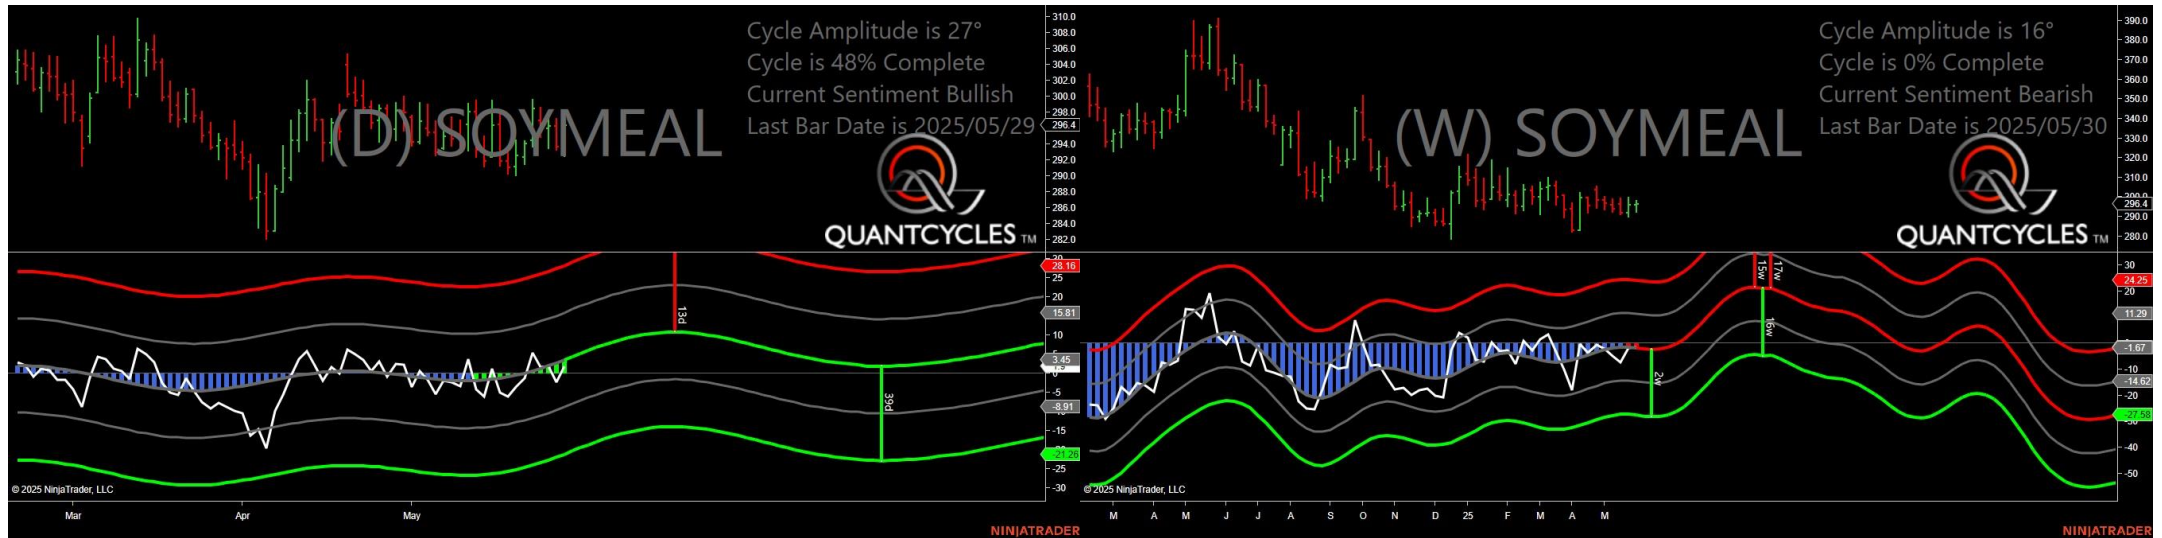 Cycle Amplitude is 27°
Cycle is 48% Complete
Current Sentiment Bullish
Last Bar Date is 2025/05/29
(D) SOYMEAL
QUANTCYCLES TM
310.0
308.0
306.0
304.0
302.0
300.0
298.0
296.4
294.0
292.0
290.0
288.0
286.0
284.0
282.0
28.16
25
20
15.81
10
3.45
-5
-8.91
-15
-21.26
-25
-30
13d
39d
© 2025 NinjaTrader, LLC
Mar Apr May
NINJATRADER
Cycle Amplitude is 16°
Cycle is 0% Complete
Current Sentiment Bearish
Last Bar Date is 2025/05/30
(W) SOYMEAL
QUANTCYCLES TM
390.0
380.0
370.0
360.0
350.0
340.0
330.0
320.0
310.0
300.0
296.4
290.0
280.0
30
24.25
20
11.29
-1.67
-10
-14.62
-20
-27.58
-40
-50
15w
17w
16w
2w
© 2025 NinjaTrader, LLC
M A M J J A S O N D 25 F M A M
NINJATRADER